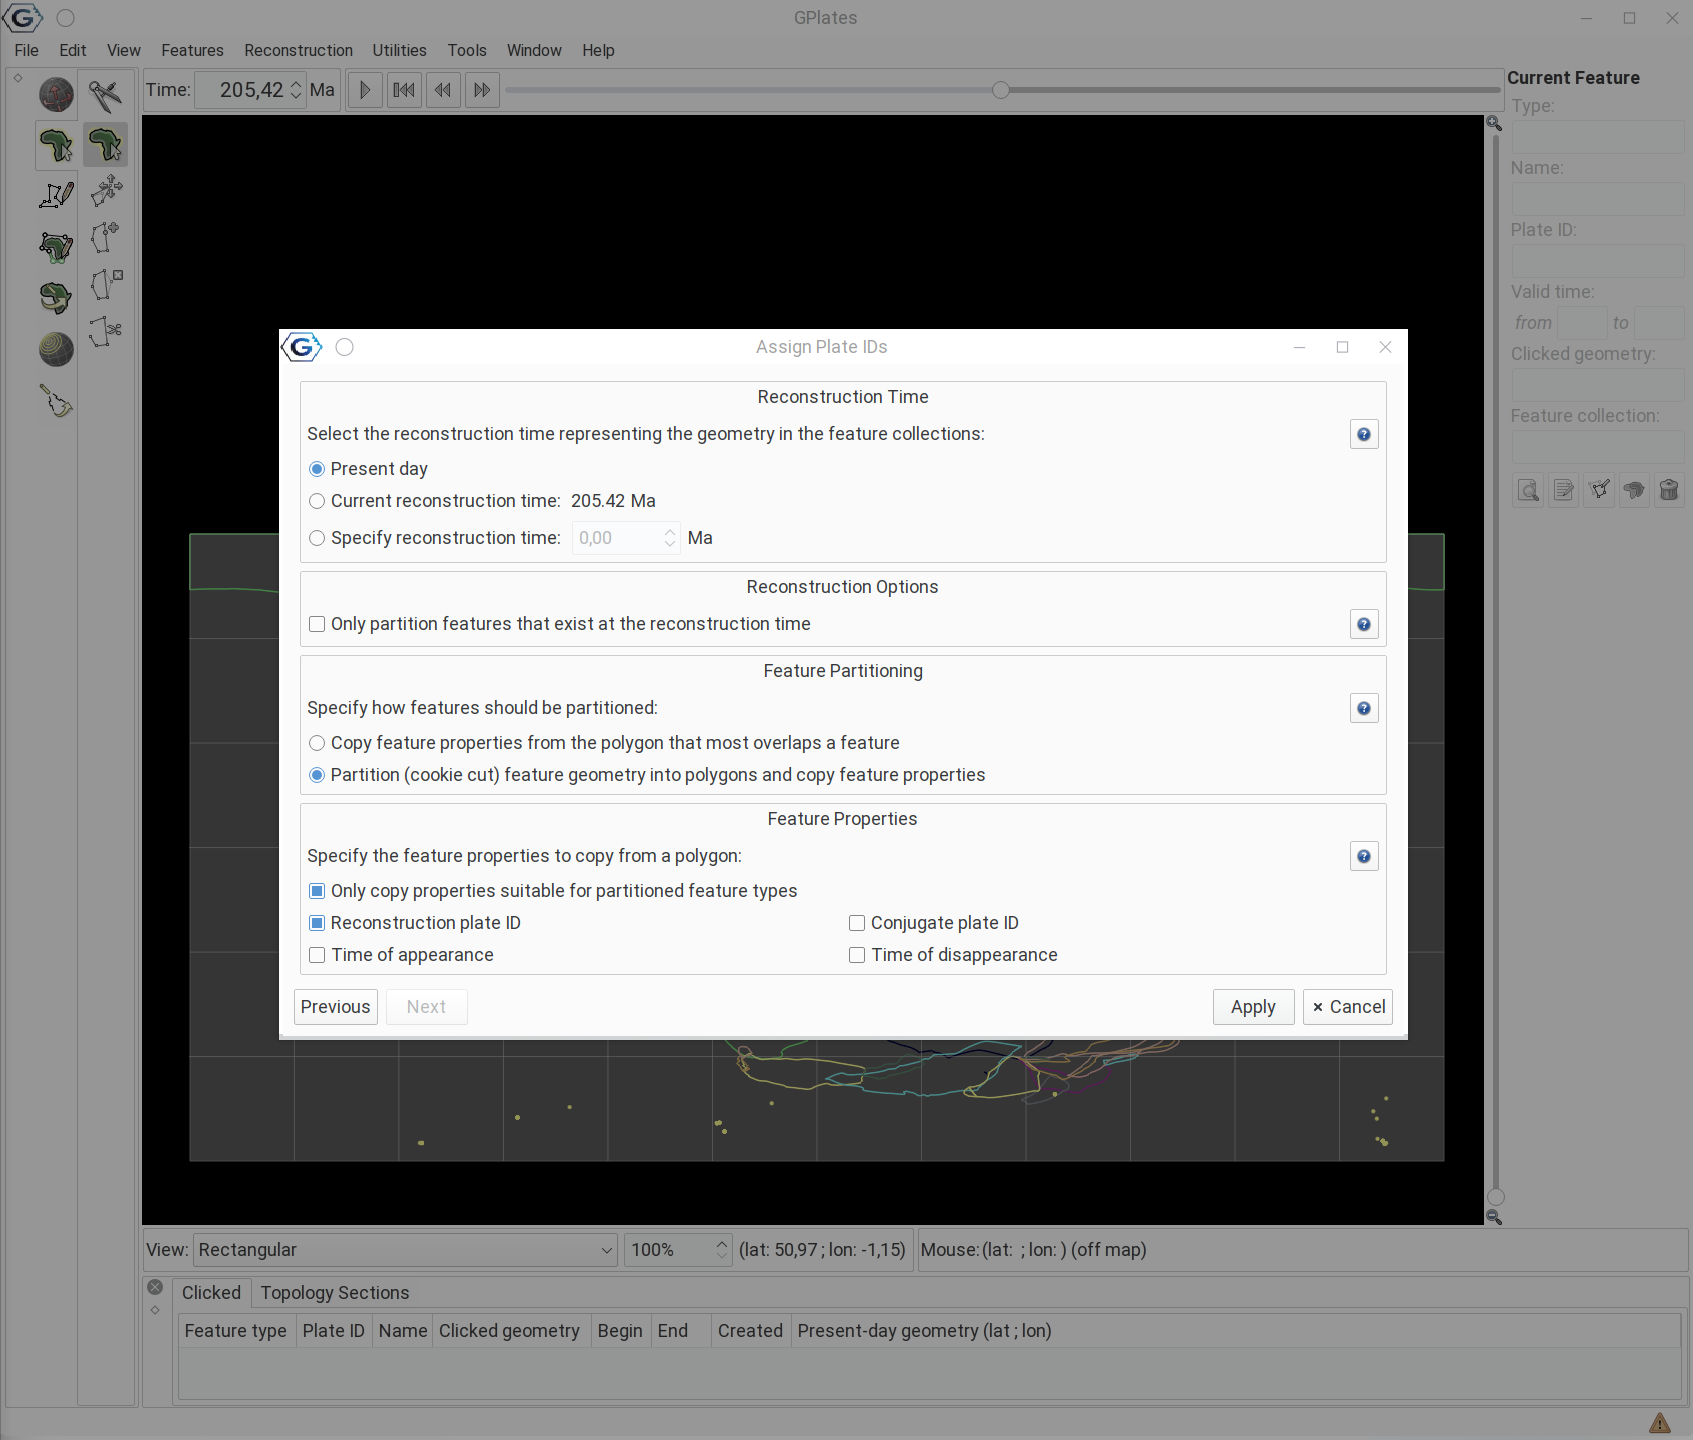 GPlates
File Edit View Features Reconstruction Utilities Tools Window Help
Time: 205,42 Ma
Current Feature
Type:
Name:
Plate ID:
Valid time:
from to
Clicked geometry:
Feature collection:
Assign Plate IDs
Reconstruction Time
Select the reconstruction time representing the geometry in the feature collections:
Present day
Current reconstruction time: 205.42 Ma
Specify reconstruction time: 0,00 Ma
Reconstruction Options
Only partition features that exist at the reconstruction time
Feature Partitioning
Specify how features should be partitioned:
Copy feature properties from the polygon that most overlaps a feature
Partition (cookie cut) feature geometry into polygons and copy feature properties
Feature Properties
Specify the feature properties to copy from a polygon:
Only copy properties suitable for partitioned feature types
Reconstruction plate ID Conjugate plate ID
Time of appearance Time of disappearance
Previous Next Apply Cancel
View: Rectangular 100% (lat: 50,97 ; lon: -1,15) Mouse: (lat: ; lon: ) (off map)
Clicked Topology Sections
Feature type Plate ID Name Clicked geometry Begin End Created Present-day geometry (lat ; lon)